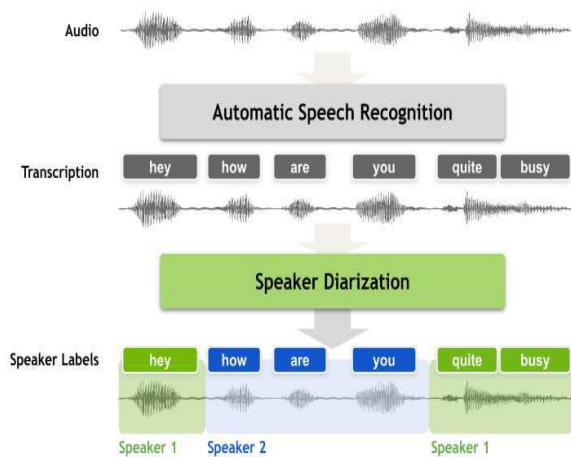 Audio
Automatic Speech Recognition
Transcription hey how are you quite busy
Speaker Diarization
Speaker Labels hey how are you quite busy
Speaker 1 Speaker 2 Speaker 1